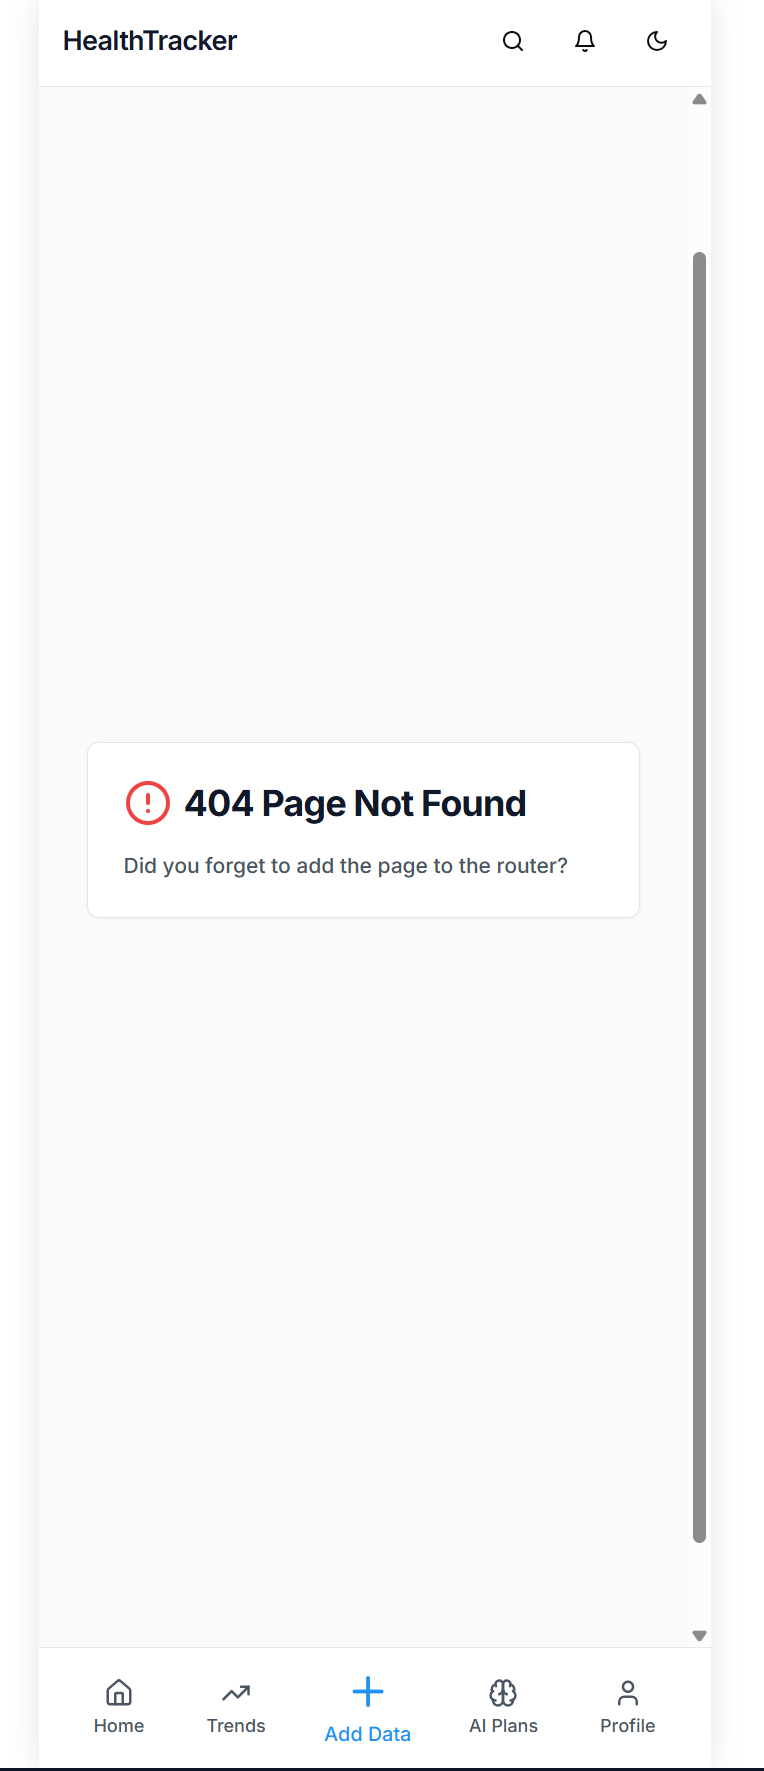 HealthTracker
404 Page Not Found
Did you forget to add the page to the router?
Home
Trends
Add Data
AI Plans
Profile